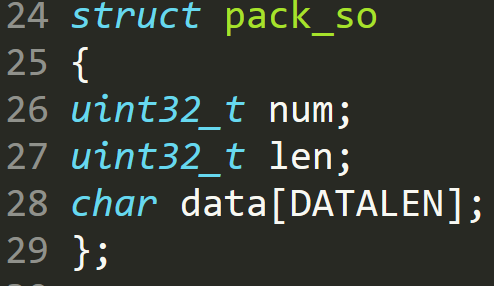 24 struct pack_so
25 {
26 uint32_t num;
27 uint32_t len;
28 char data[DATALEN];
29 };